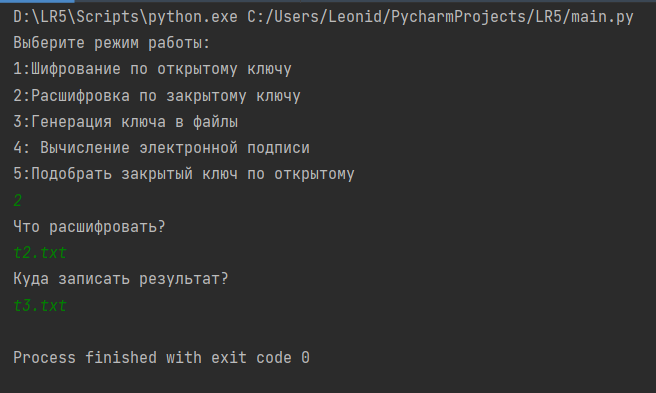 D:\LR5\Scripts\python.exe C:/Users/Leonid/PycharmProjects/LR5/main.py
Выберите режим работы:
1:Шифрование по открытому ключу
2:Расшифровка по закрытому ключу
3:Генерация ключа в файлы
4: Вычисление электронной подписи
5:Подобрать закрытый ключ по открытому
2
Что расшифровать?
t2.txt
Куда записать результат?
t3.txt
Process finished with exit code 0